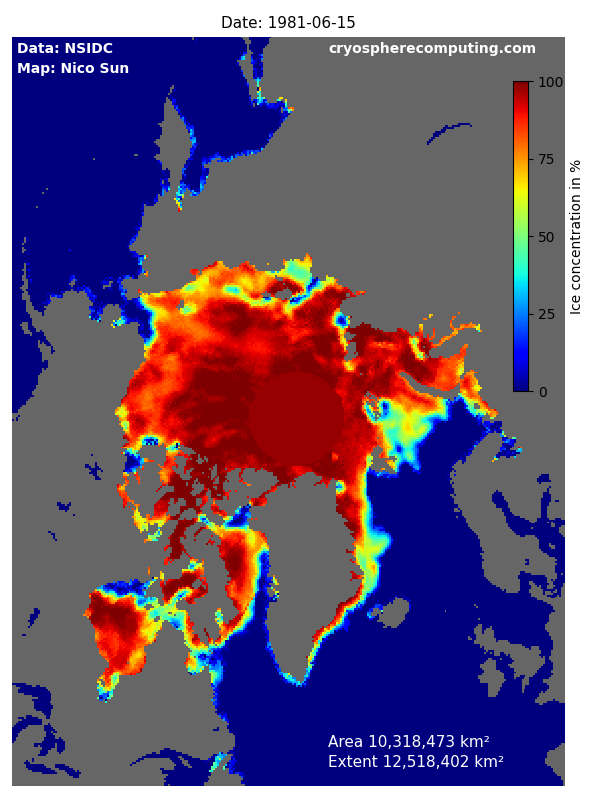 Date: 1981-06-15
Data: NSIDC
cryospherecomputing.com
Map: Nico Sun
100
75
50
25
0
Ice concentration in %
Area 10,318,473 km²
Extent 12,518,402 km²